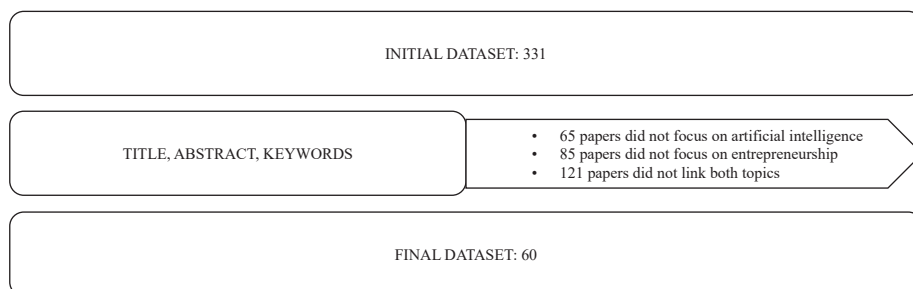 INITIAL DATASET: 331
TITLE, ABSTRACT, KEYWORDS
• 65 papers did not focus on artificial intelligence
• 85 papers did not focus on entrepreneurship
• 121 papers did not link both topics
FINAL DATASET: 60